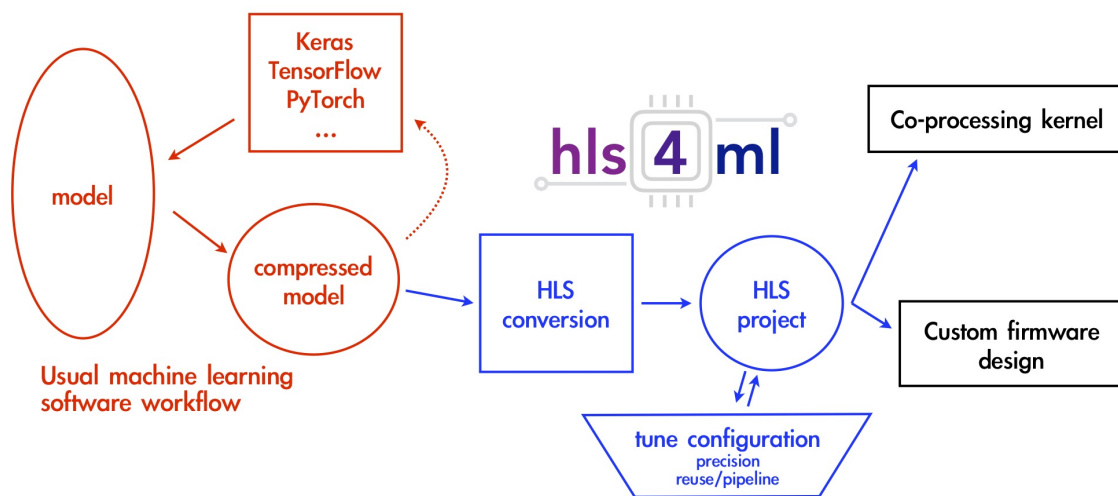 Keras
TensorFlow
PyTorch
...
model
compressed
model
Usual machine learning
software workflow
hls 4 ml
HLS
conversion
HLS
project
tune configuration
precision
reuse/pipeline
Co-processing kernel
Custom firmware
design